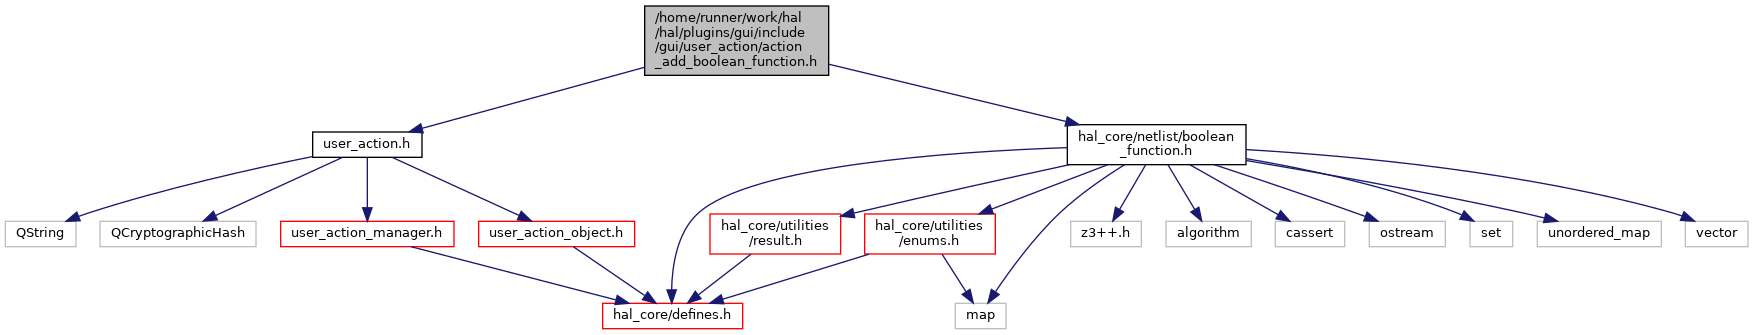 /home/runner/work/hal
/hal/plugins/gui/include
/gui/user_action/action
_add_boolean_function.h
user_action.h
hal_core/netlist/boolean
_function.h
QString
QCryptographicHash
user_action_manager.h
user_action_object.h
hal_core/utilities
/result.h
hal_core/utilities
/enums.h
z3++.h
algorithm
cassert
ostream
set
unordered_map
vector
hal_core/defines.h
map